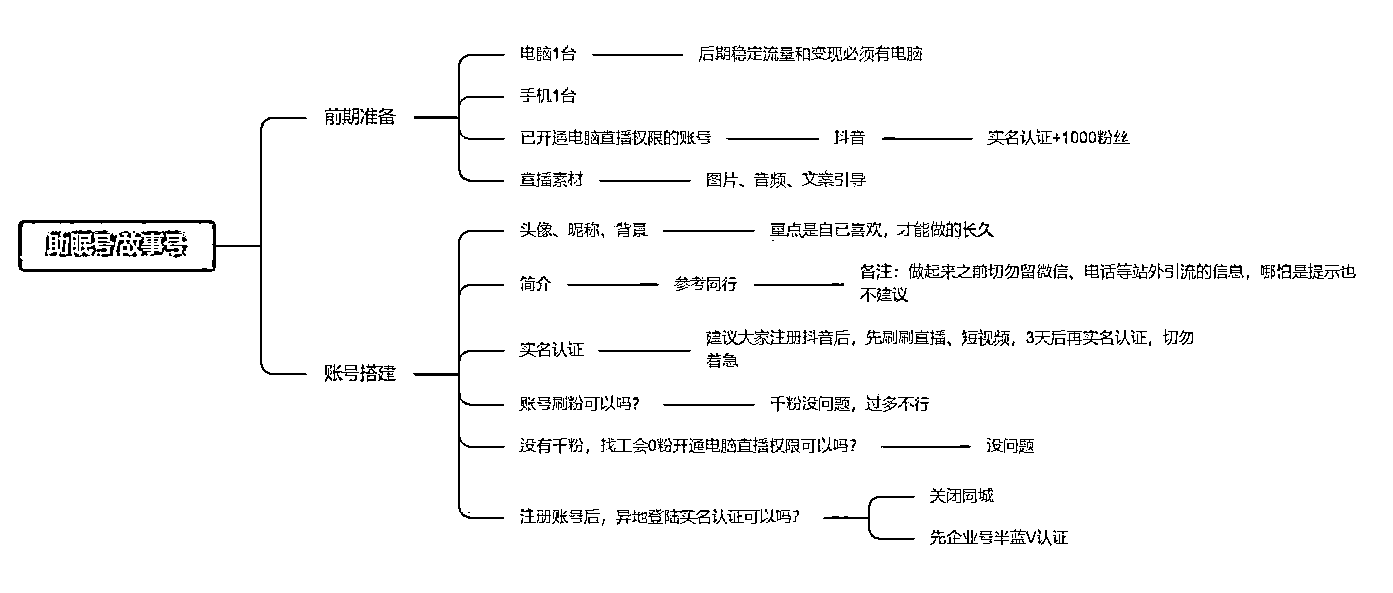 助眠号/故事号
前期准备
电脑1台
后期稳定流量和变现必须有电脑
手机1台
已开通电脑直播权限的账号
抖音
实名认证+1000粉丝
直播素材
图片、音频、文案引导
账号搭建
头像、昵称、背景
重点是自己喜欢，才能做的长久
简介
参考同行
备注：做起来之前切勿留微信、电话等站外引流的信息，哪怕是提示也
不建议
实名认证
建议大家注册抖音后，先刷刷直播、短视频，3天后再实名认证，切勿
着急
账号刷粉可以吗？
千粉没问题，过多不行
没有千粉，找工会0粉开通电脑直播权限可以吗？
没问题
注册账号后，异地登陆实名认证可以吗？
关闭同城
先企业号半蓝V认证